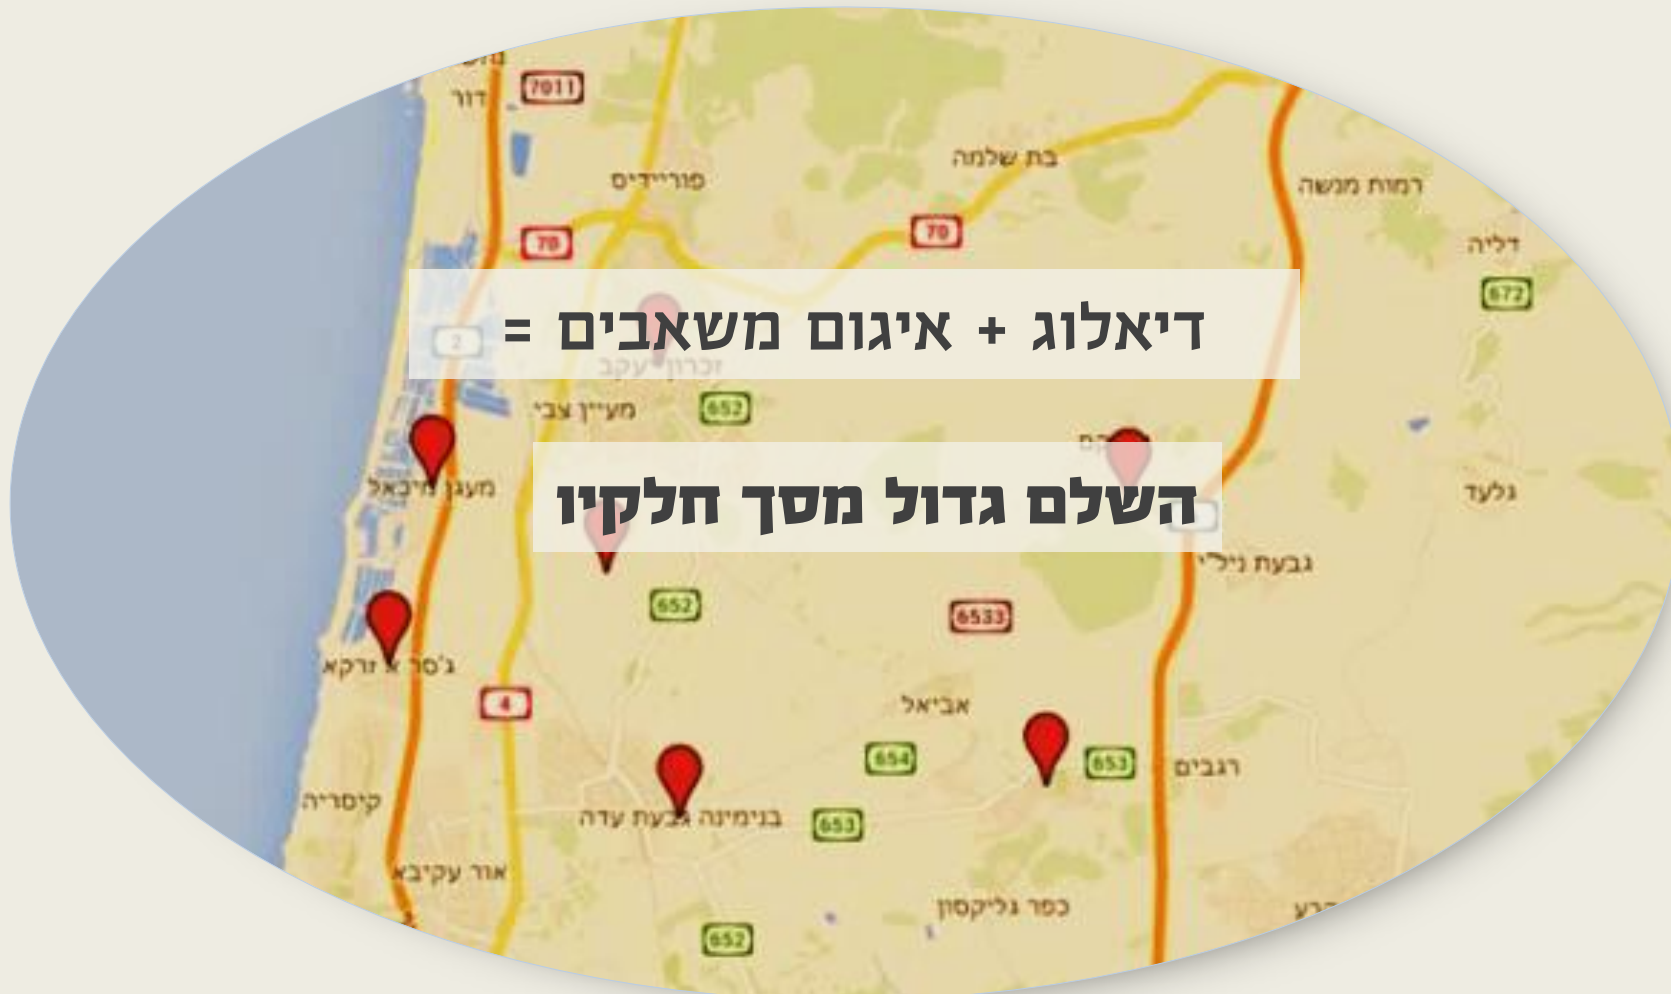 דור
7011
בת שלמה
פוריידיס
רמות מנשה
70
70
דליה
672
דיאלוג + איגום משאבים =
2
זכרון יעקב
מעיין צבי
652
מעגן מיכאל
גלעד
השלם גדול מסך חלקיו
גבעת ניל"י
652
6533
ג'סר א זרקא
4
אביאל
654
653
רגבים
קיסריה
בנימינה גבעת עדה
653
אור עקיבא
כפר גליקסון
652